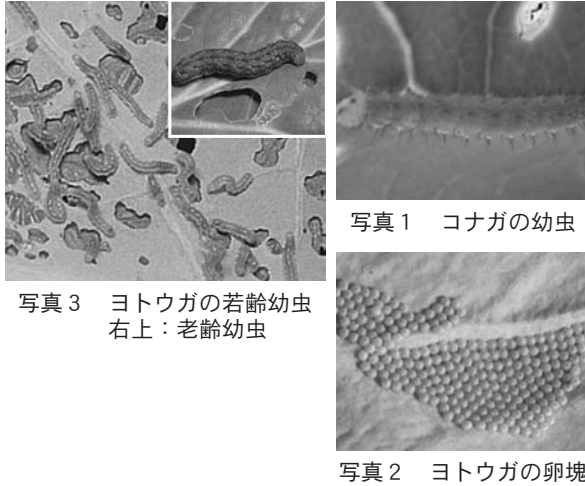 写真1　コナガの幼虫
写真2　ヨトウガの卵塊
写真3　ヨトウガの若齢幼虫
右上：老齢幼虫